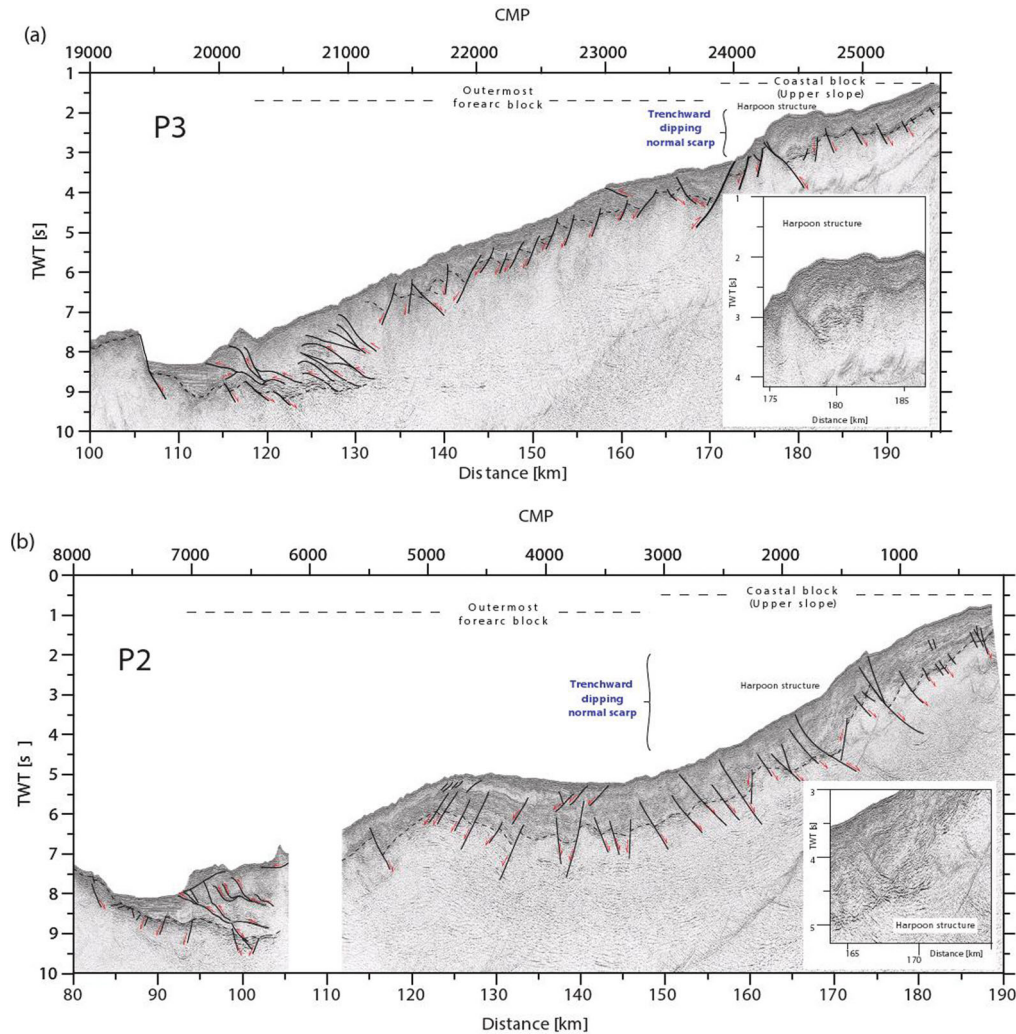 (a)
CMP
19000 20000 21000 22000 23000 24000 25000
1
2
3
4
5
6
7
8
9
10
TWT [s]
P3
Outermost
forearc block
Coastal block
(Upper slope)
Harpoon structure
Trenchward
dipping
normal scarp
1
2
3
4
TWT [s]
Harpoon structure
175 180 185
Distance [km]
100 110 120 130 140 150 160 170 180 190
Distance [km]
(b)
CMP
8000 7000 6000 5000 4000 3000 2000 1000
0
1
2
3
4
5
6
7
8
9
10
TWT [s]
P2
Outermost
forearc block
Coastal block
(Upper slope)
Trenchward
dipping
normal scarp
Harpoon structure
3
4
5
TWT [s]
Harpoon structure
165 170 Distance [km]
80 90 100 110 120 130 140 150 160 170 180 190
Distance [km]